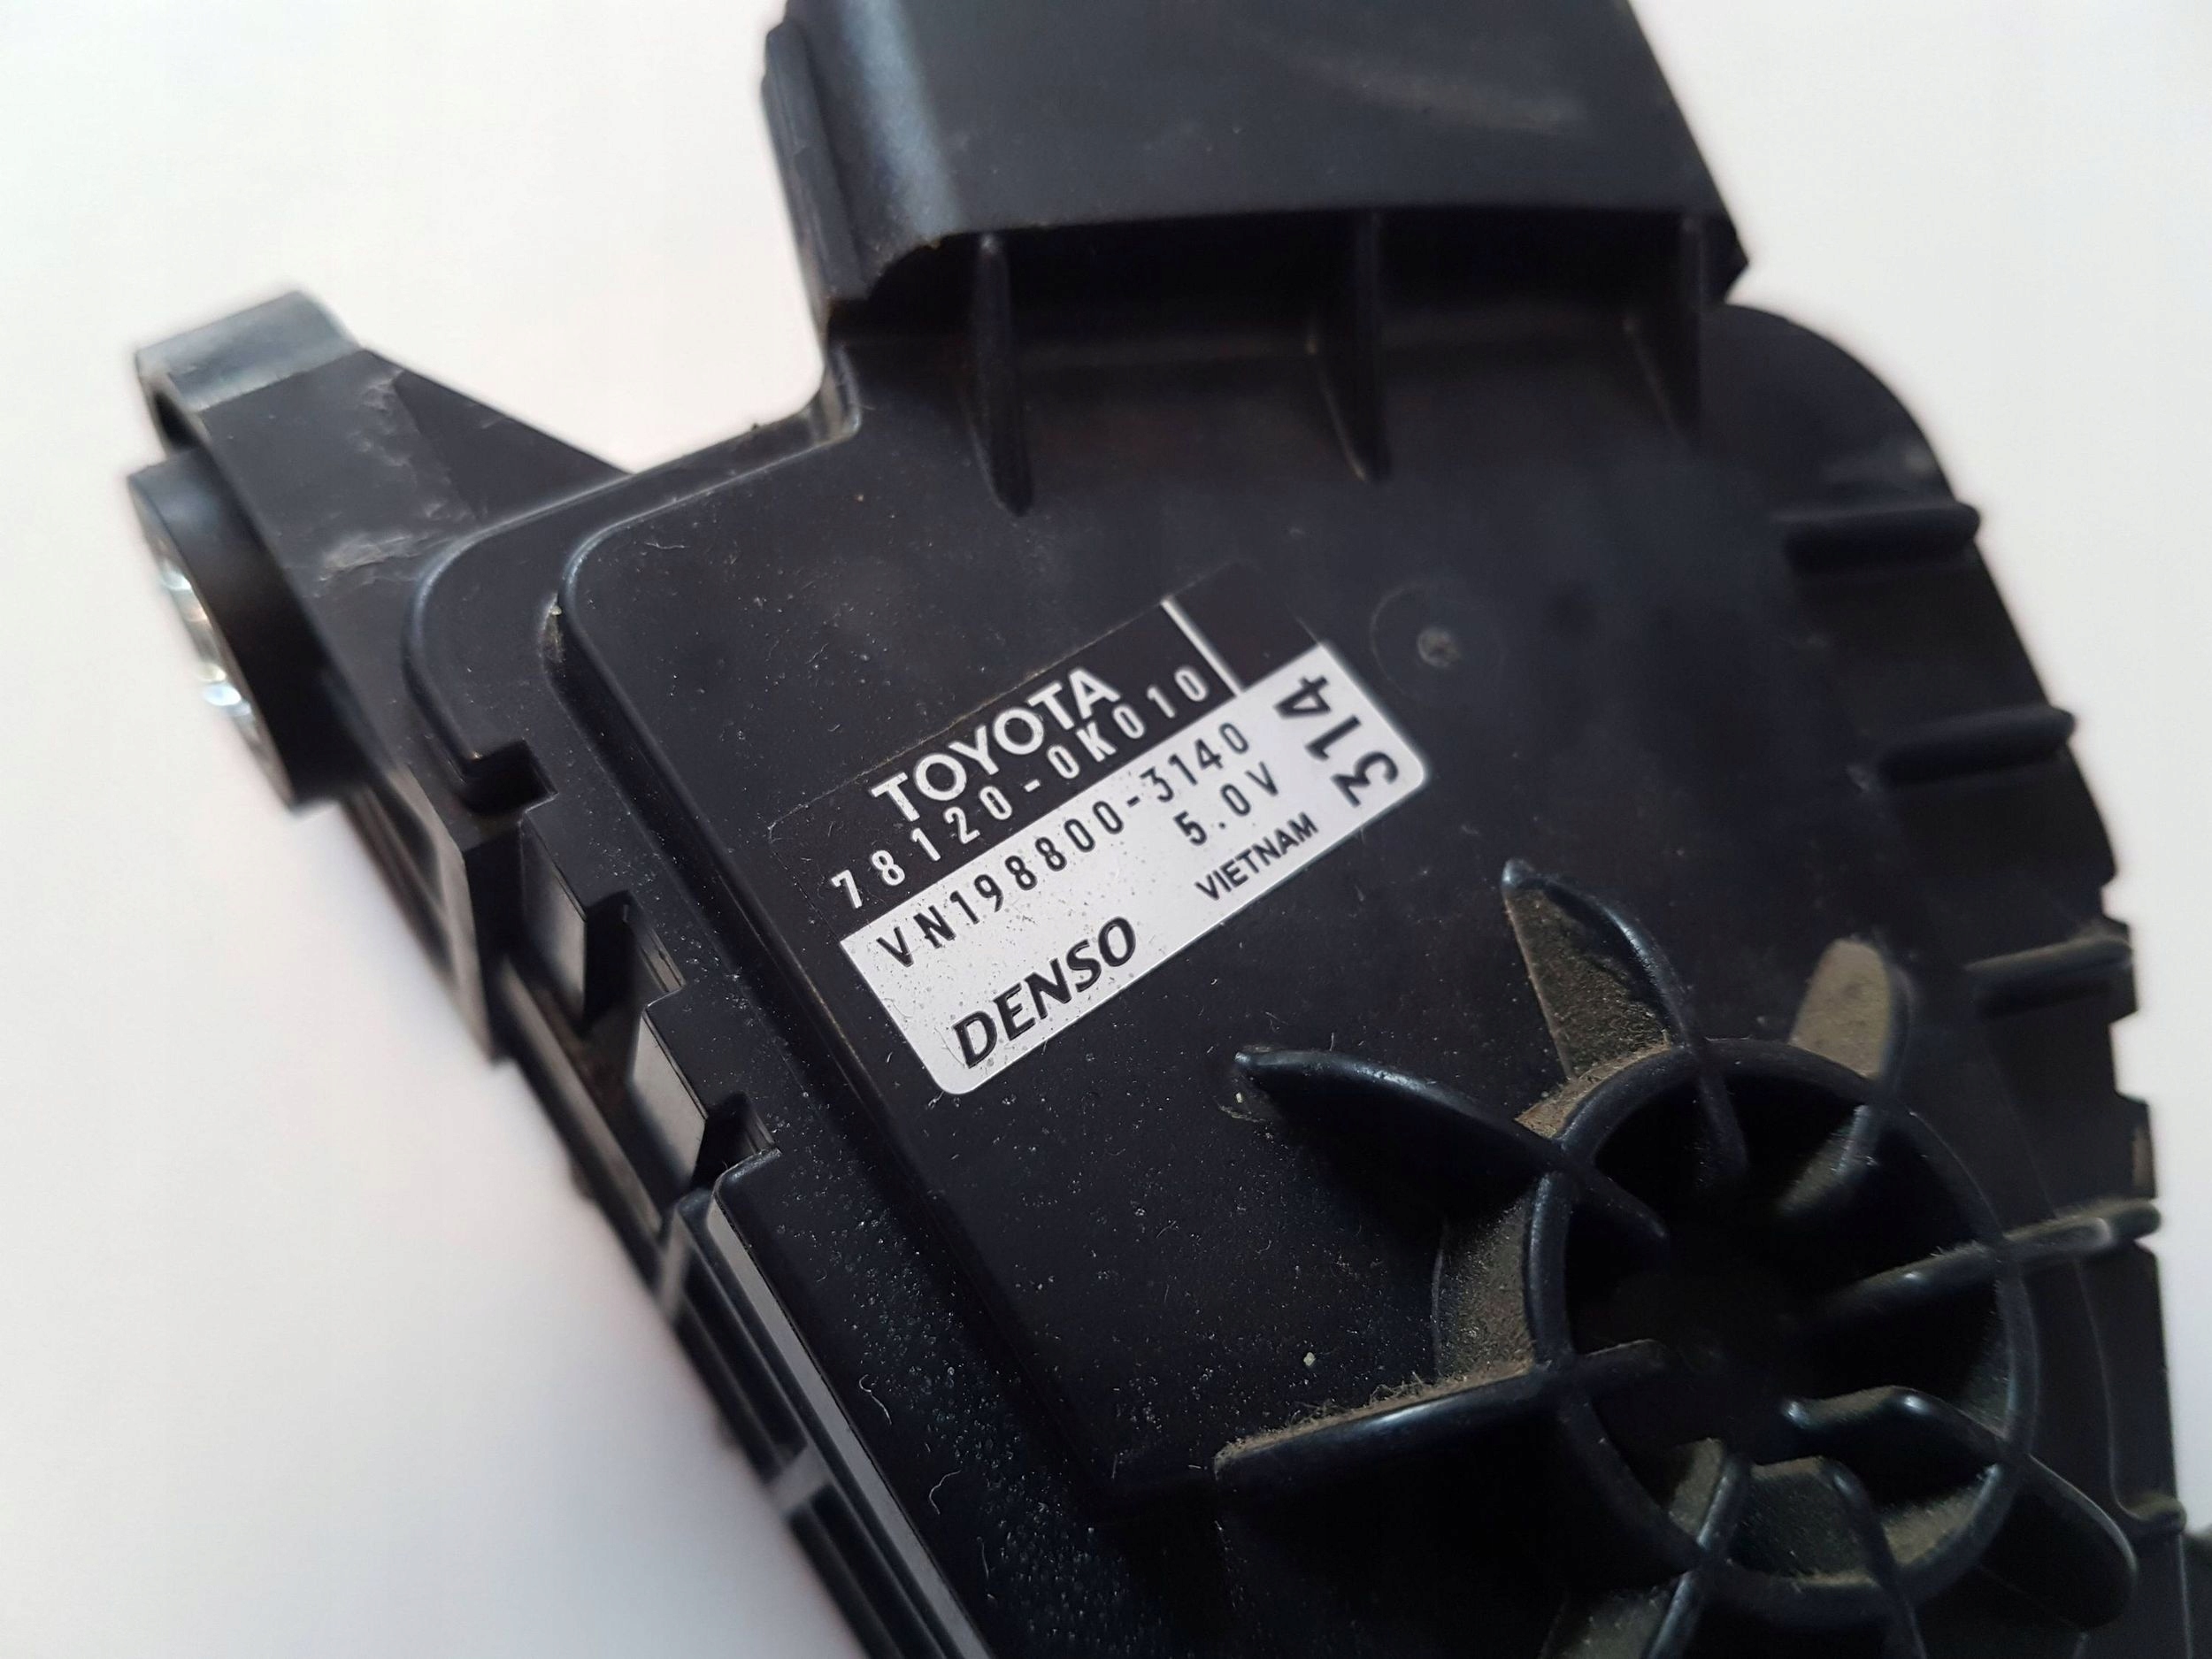 TOYOTA
78120-0K010
VN198800-3140
5.0V
314
DENSO VIETNAM